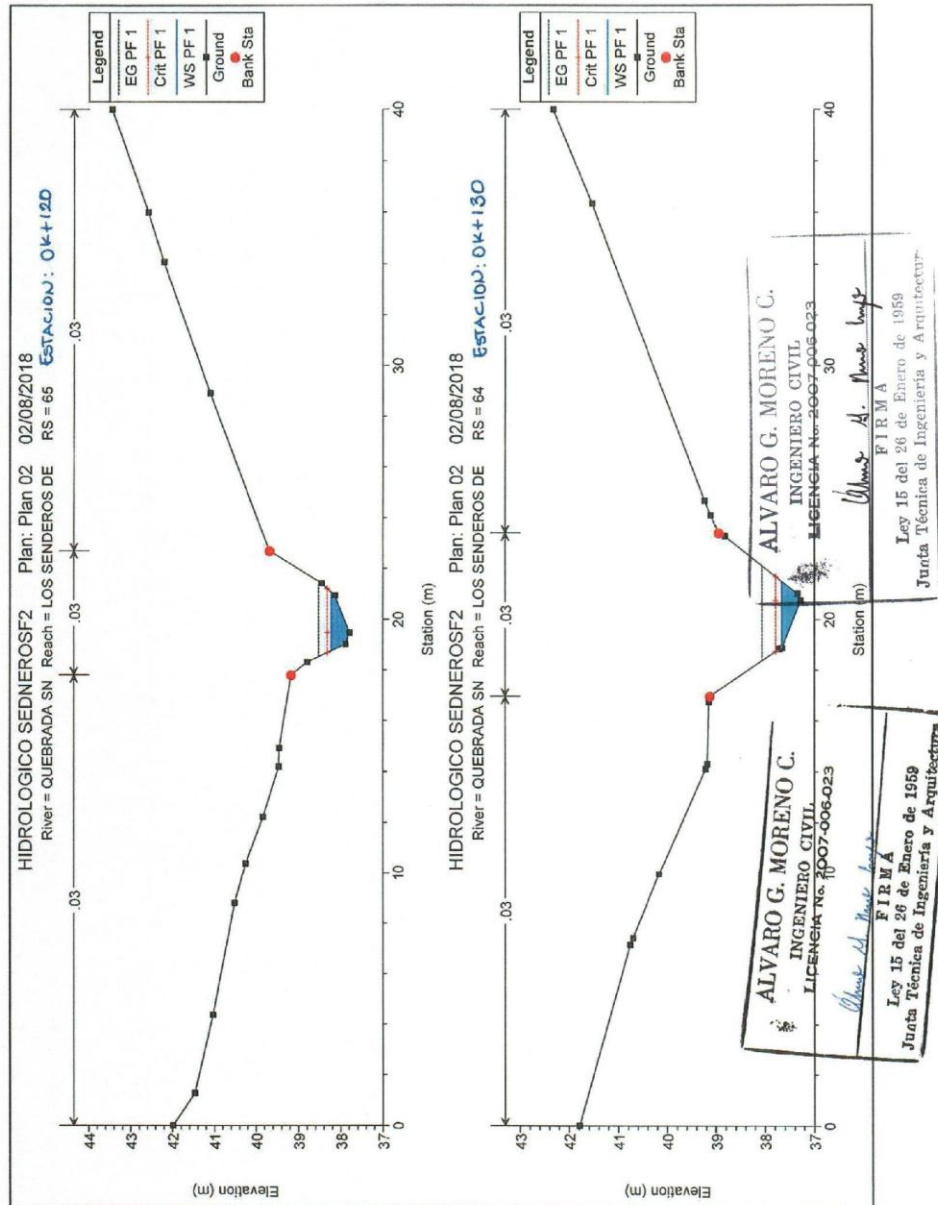 HIDROLOGICO SEDNEROSF2 Plan: Plan 02 02/08/2018
River = QUEBRADA SN Reach = LOS SENDEROS DE RS = 65 ESTACION: 0K+120
.03
.03
.03
Legend
EG PF 1
Crit PF 1
WS PF 1
Ground
Bank Sta
Elevation (m)
44
43
42
41
40
39
38
37
0
10
20
30
40
Station (m)
HIDROLOGICO SEDNEROSF2 Plan: Plan 02 02/08/2018
River = QUEBRADA SN Reach = LOS SENDEROS DE RS = 64 ESTACION: 0K+130
.03
.03
.03
Legend
EG PF 1
Crit PF 1
WS PF 1
Ground
Bank Sta
Elevation (m)
43
42
41
40
39
38
37
0
10
20
30
40
Station (m)
ALVARO G. MORENO C.
INGENIERO CIVIL
LICENCIA No. 2007-006-023
FIRMA
Ley 15 del 26 de Enero de 1959
Junta Técnica de Ingeniería y Arquitectura
ALVARO G. MORENO C.
INGENIERO CIVIL
LICENCIA No. 2007-006-023
FIRMA
Ley 15 del 26 de Enero de 1959
Junta Técnica de Ingeniería y Arquitectur